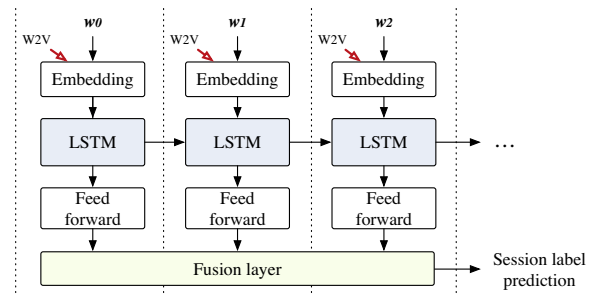 w0 w1 w2
W2V W2V W2V
Embedding Embedding Embedding
LSTM LSTM LSTM ...
Feed Feed Feed
forward forward forward
Fusion layer
Session label
prediction